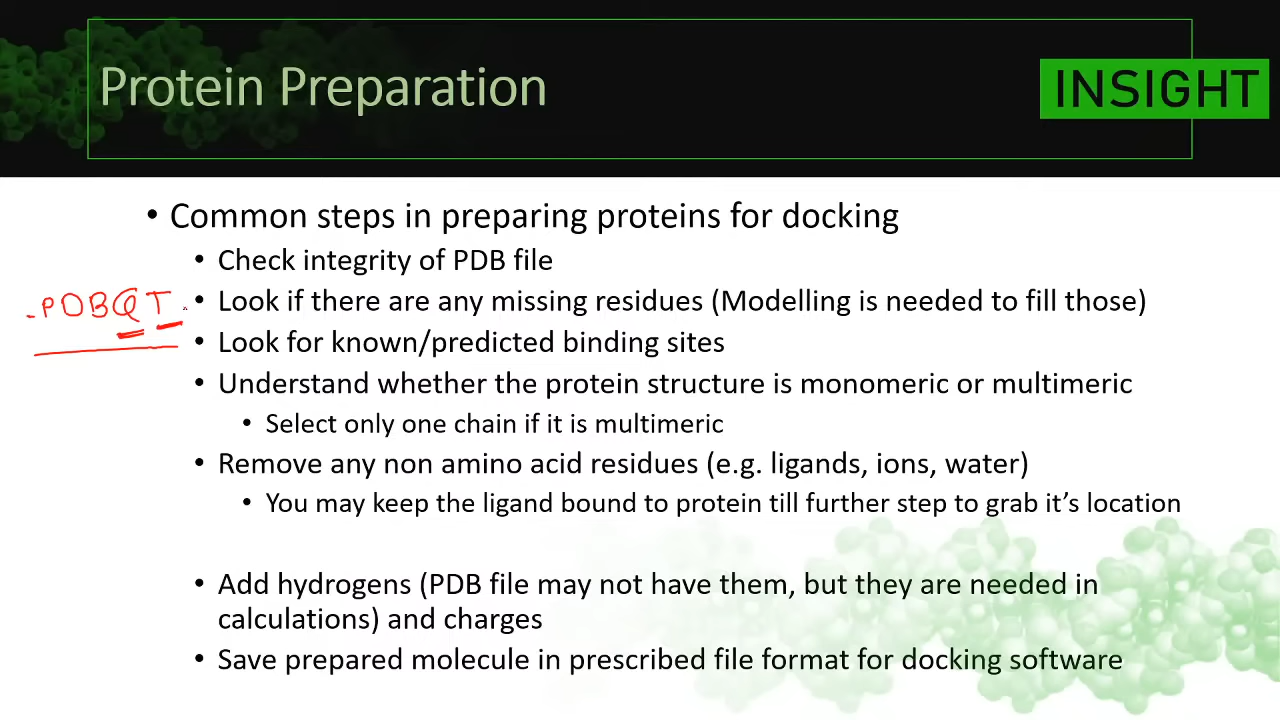 Protein Preparation
INSIGHT
• Common steps in preparing proteins for docking
• Check integrity of PDB file
.PDBQT
• Look if there are any missing residues (Modelling is needed to fill those)
• Look for known/predicted binding sites
• Understand whether the protein structure is monomeric or multimeric
• Select only one chain if it is multimeric
• Remove any non amino acid residues (e.g. ligands, ions, water)
• You may keep the ligand bound to protein till further step to grab it’s location
• Add hydrogens (PDB file may not have them, but they are needed in
calculations) and charges
• Save prepared molecule in prescribed file format for docking software